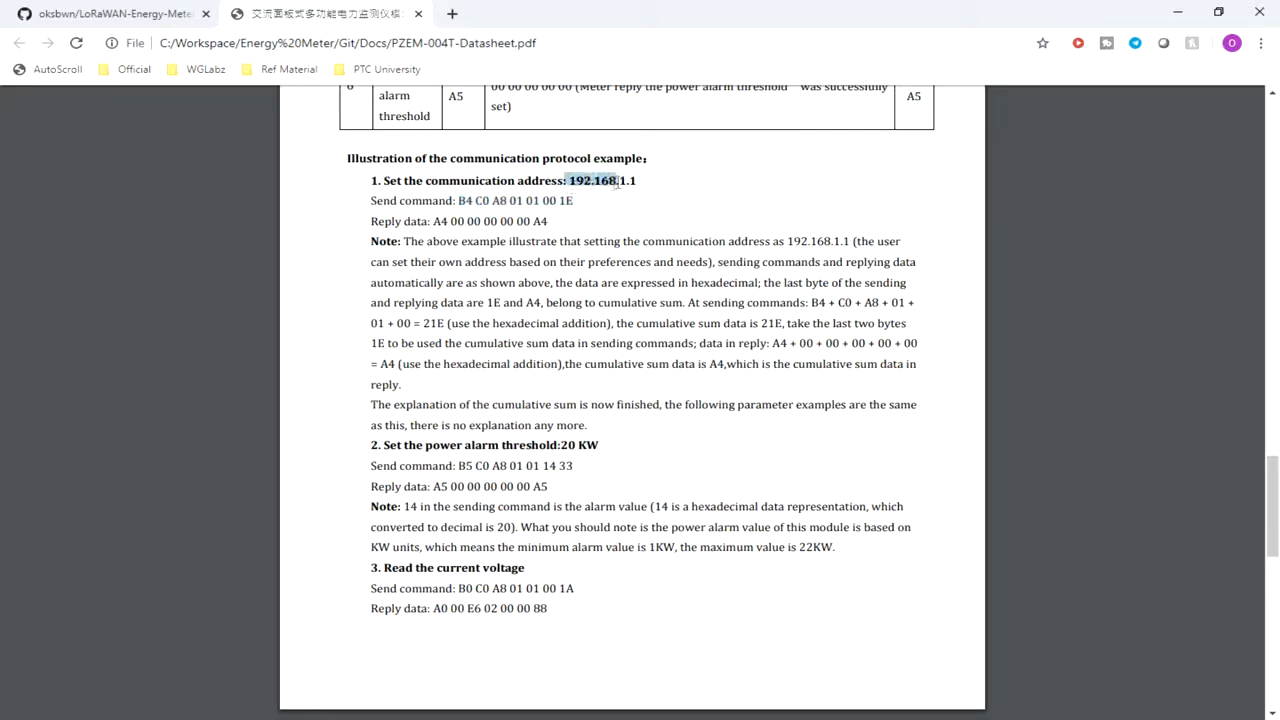 oksbwn/LoRaWAN-Energy-Mete
交流面板式多功能电力监测仪模
File
C:/Workspace/Energy%20Meter/Git/Docs/PZEM-004T-Datasheet.pdf
O
AutoScroll
Official
WGLabz
Ref Material
PTC University
00 00 00 00 00 (Meter reply the power alarm threshold was successfully
alarm
A5
A5
set)
threshold
Illustration of the communication protocol example：
1. Set the communication address: 192.168.1.1
Send command: B4 C0 A8 01 01 00 1E
Reply data: A4 00 00 00 00 00 A4
Note: The above example illustrate that setting the communication address as 192.168.1.1 (the user
can set their own address based on their preferences and needs), sending commands and replying data
automatically are as shown above, the data are expressed in hexadecimal; the last byte of the sending
and replying data are 1E and A4, belong to cumulative sum. At sending commands: B4 + C0 + A8 + 01 +
01 + 00 = 21E (use the hexadecimal addition), the cumulative sum data is 21E, take the last two bytes
1E to be used the cumulative sum data in sending commands; data in reply: A4 + 00 + 00 + 00 + 00 + 00
= A4 (use the hexadecimal addition),the cumulative sum data is A4,which is the cumulative sum data in
reply.
The explanation of the cumulative sum is now finished, the following parameter examples are the same
as this, there is no explanation any more.
2. Set the power alarm threshold:20 KW
Send command: B5 C0 A8 01 01 14 33
Reply data: A5 00 00 00 00 00 A5
Note: 14 in the sending command is the alarm value (14 is a hexadecimal data representation, which
converted to decimal is 20). What you should note is the power alarm value of this module is based on
KW units, which means the minimum alarm value is 1KW, the maximum value is 22KW.
3. Read the current voltage
Send command: B0 C0 A8 01 01 00 1A
Reply data: A0 00 E6 02 00 00 88